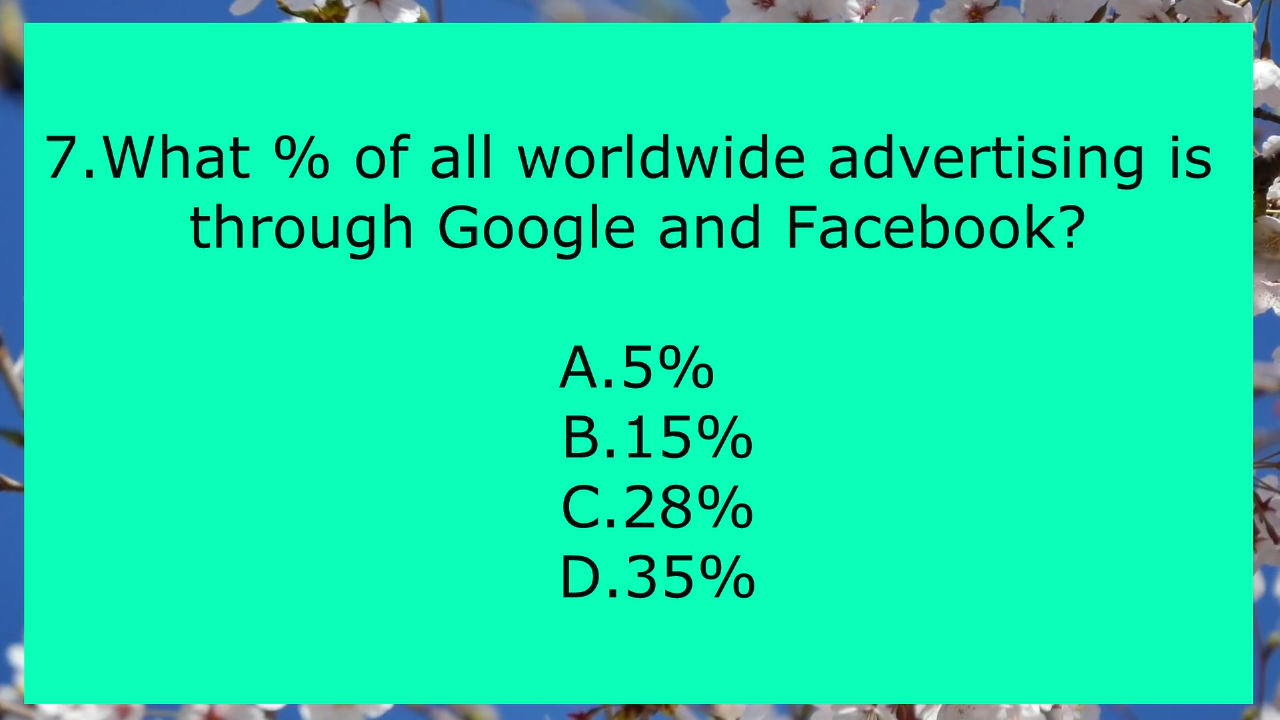 7.What % of all worldwide advertising is
through Google and Facebook?
A.5%
B.15%
C.28%
D.35%